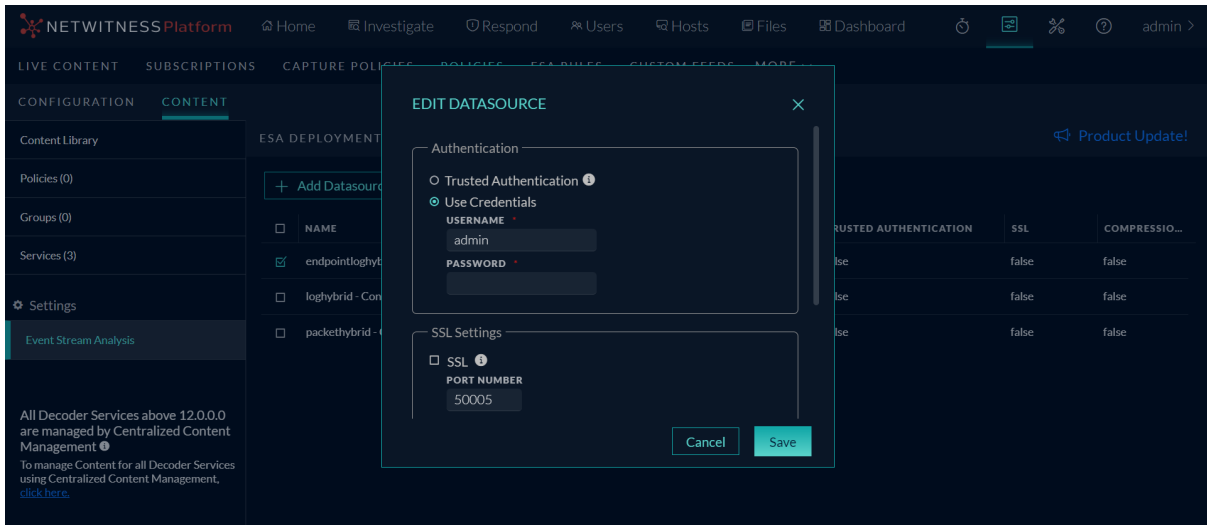 NETWITNESS Platform Home Investigate Respond Users Hosts Files Dashboard admin >
LIVE CONTENT SUBSCRIPTIONS CAPTURE POLICIES POLICIES ESA RULES CUSTOM FEEDS MORE
CONFIGURATION CONTENT
Content Library
Policies (0)
Groups (0)
Services (3)
Settings
Event Stream Analysis
All Decoder Services above 12.0.0.0
are managed by Centralized Content
Management
To manage Content for all Decoder Services
using Centralized Content Management,
click here.
ESA DEPLOYMENT
Product Update!
+ Add Datasourc
NAME RUSTED AUTHENTICATION SSL COMPRESSIO...
endpointloghyb lse false false
loghybrid - Con lse false false
packethybrid - lse false false
EDIT DATASOURCE
Authentication
Trusted Authentication
Use Credentials
USERNAME *
admin
PASSWORD *
SSL Settings
SSL
PORT NUMBER
50005
Cancel Save